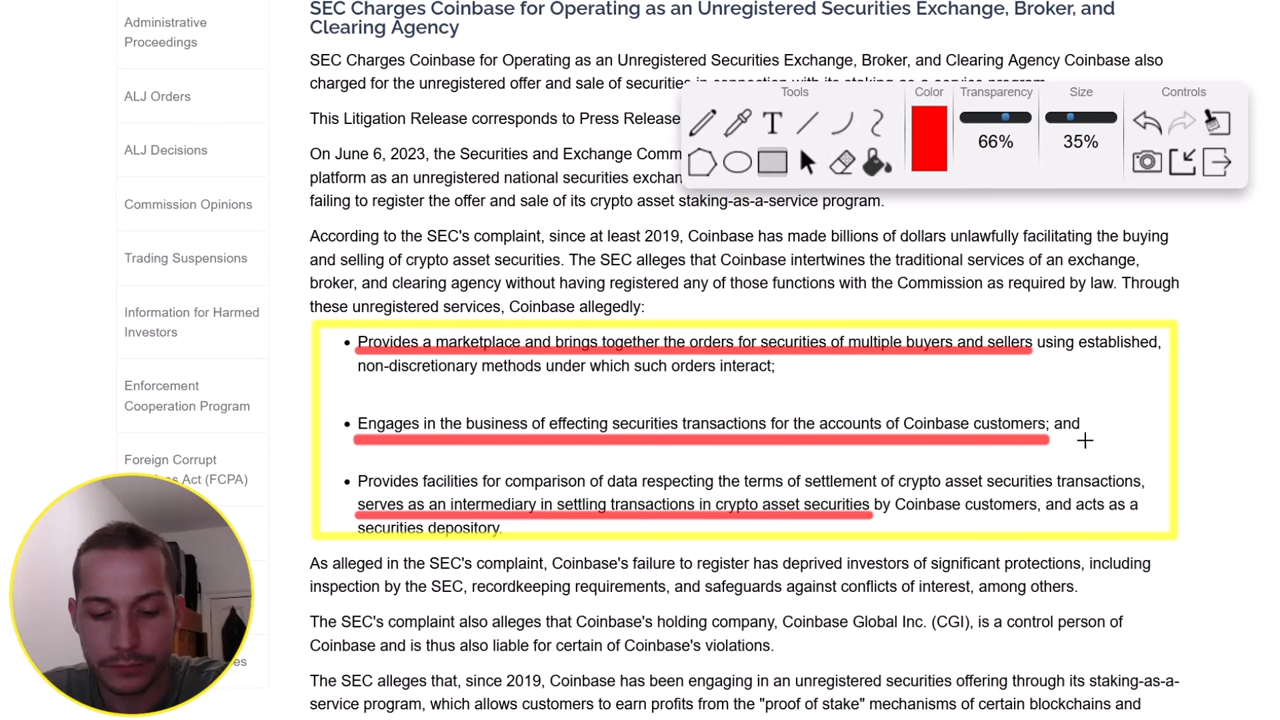 SEC Charges Coinbase for Operating as an Unregistered Securities Exchange, Broker, and
Clearing Agency
SEC Charges Coinbase for Operating as an Unregistered Securities Exchange, Broker, and Clearing Agency Coinbase also
charged for the unregistered offer and sale of securities in connection with its staking-as-a-service program.
This Litigation Release corresponds to Press Release
On June 6, 2023, the Securities and Exchange Comm
platform as an unregistered national securities exchan
failing to register the offer and sale of its crypto asset staking-as-a-service program.
According to the SEC's complaint, since at least 2019, Coinbase has made billions of dollars unlawfully facilitating the buying
and selling of crypto asset securities. The SEC alleges that Coinbase intertwines the traditional services of an exchange,
broker, and clearing agency without having registered any of those functions with the Commission as required by law. Through
these unregistered services, Coinbase allegedly:
• Provides a marketplace and brings together the orders for securities of multiple buyers and sellers using established,
non-discretionary methods under which such orders interact;
• Engages in the business of effecting securities transactions for the accounts of Coinbase customers; and
• Provides facilities for comparison of data respecting the terms of settlement of crypto asset securities transactions,
serves as an intermediary in settling transactions in crypto asset securities by Coinbase customers, and acts as a
securities depository.
As alleged in the SEC's complaint, Coinbase's failure to register has deprived investors of significant protections, including
inspection by the SEC, recordkeeping requirements, and safeguards against conflicts of interest, among others.
The SEC's complaint also alleges that Coinbase's holding company, Coinbase Global Inc. (CGI), is a control person of
Coinbase and is thus also liable for certain of Coinbase's violations.
The SEC alleges that, since 2019, Coinbase has been engaging in an unregistered securities offering through its staking-as-a-
service program, which allows customers to earn profits from the "proof of stake" mechanisms of certain blockchains and
Administrative
Proceedings
ALJ Orders
ALJ Decisions
Commission Opinions
Trading Suspensions
Information for Harmed
Investors
Enforcement
Cooperation Program
Foreign Corrupt
Act (FCPA)
Tools
T
Color
Transparency
66%
Size
35%
Controls